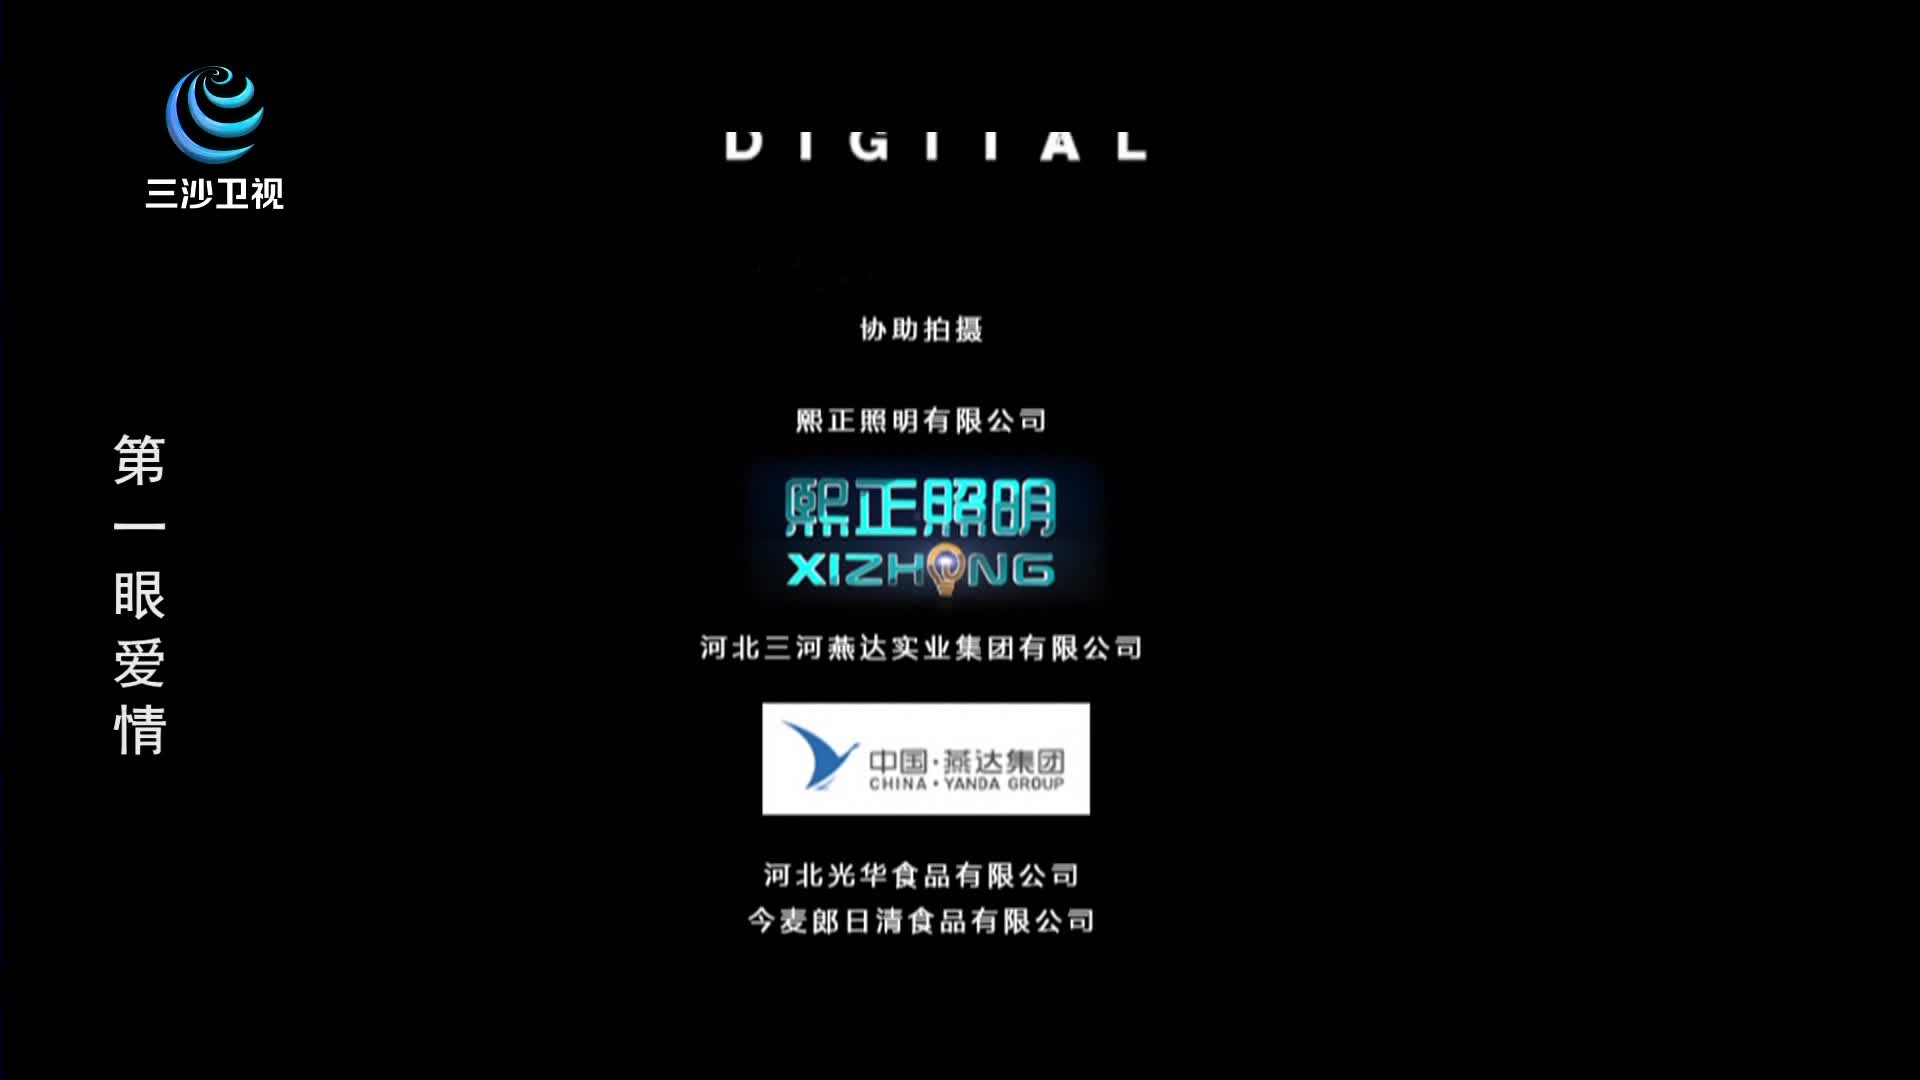 三沙卫视
DIGITAL
协助拍摄
熙正照明有限公司
熙正照明
XIZHONG
河北三河燕达实业集团有限公司
中国·燕达集团
CHINA·YANDA GROUP
河北光华食品有限公司
今麦郎日清食品有限公司
第一眼爱情